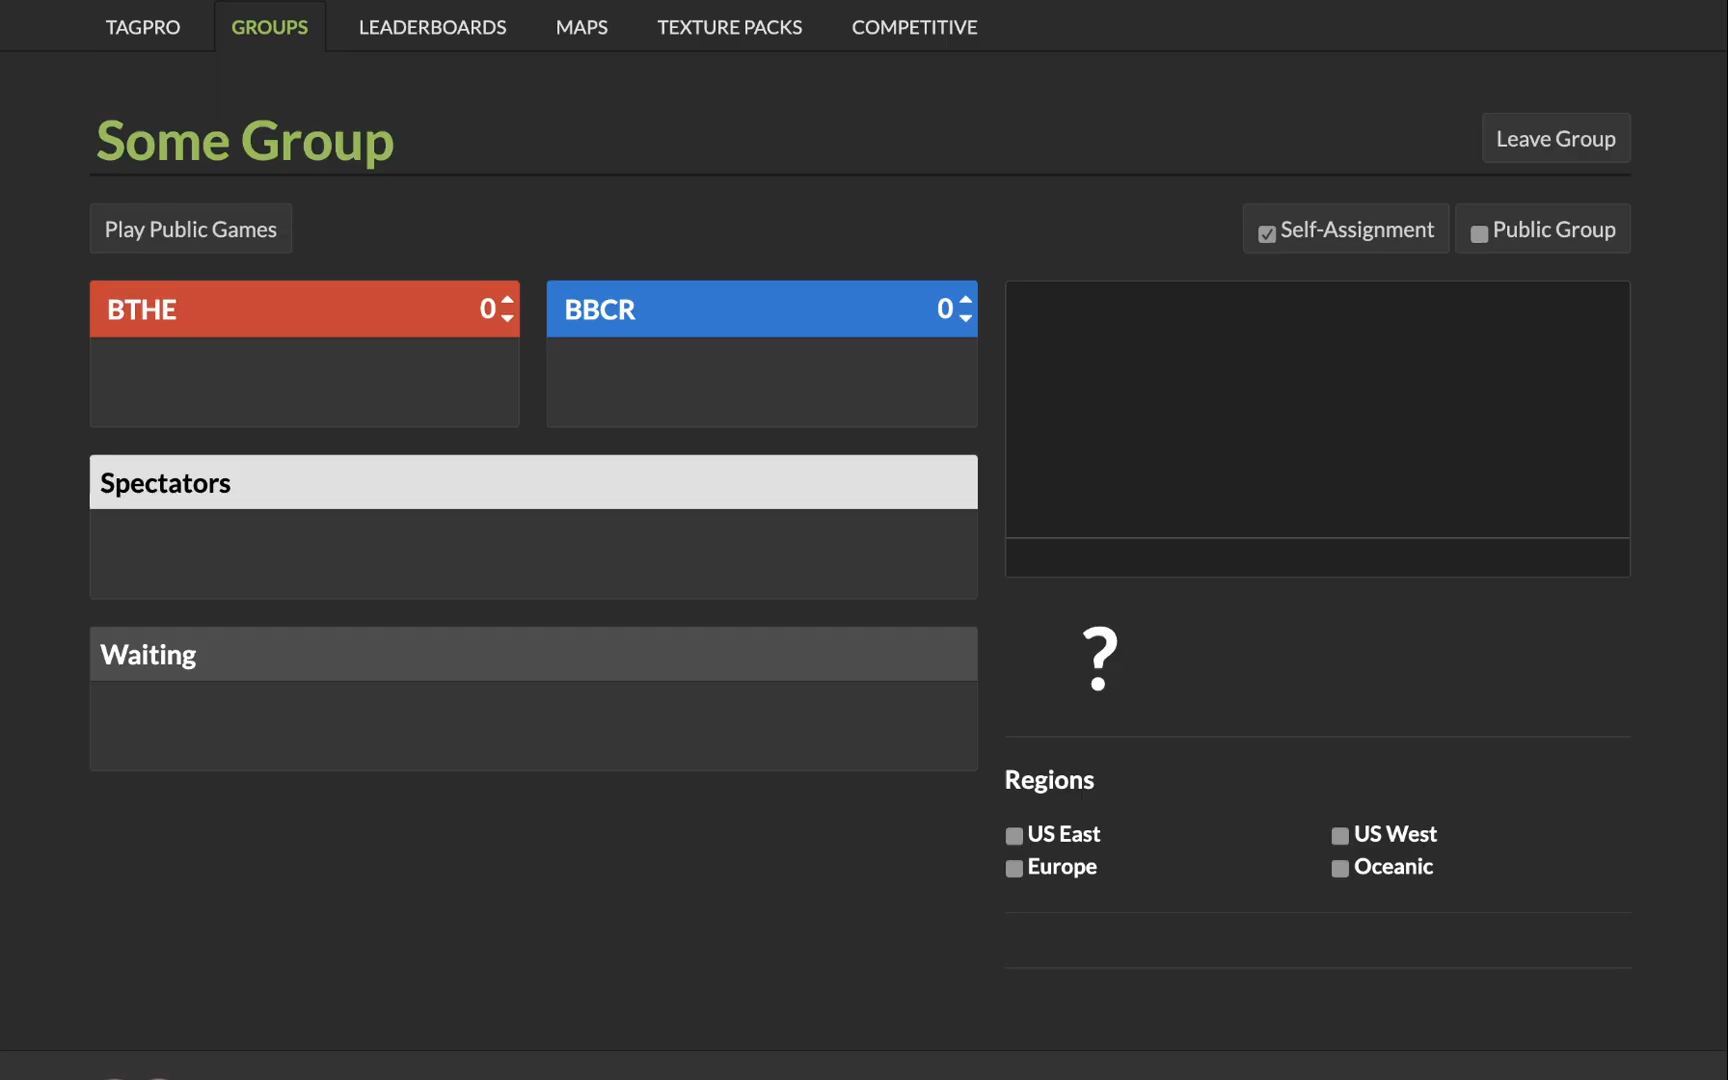 TAGPRO GROUPS LEADERBOARDS MAPS TEXTURE PACKS COMPETITIVE
Some Group
Leave Group
Play Public Games
Self-Assignment
Public Group
BTHE 0
BBCR 0
Spectators
Waiting
?
Regions
US East
US West
Europe
Oceanic